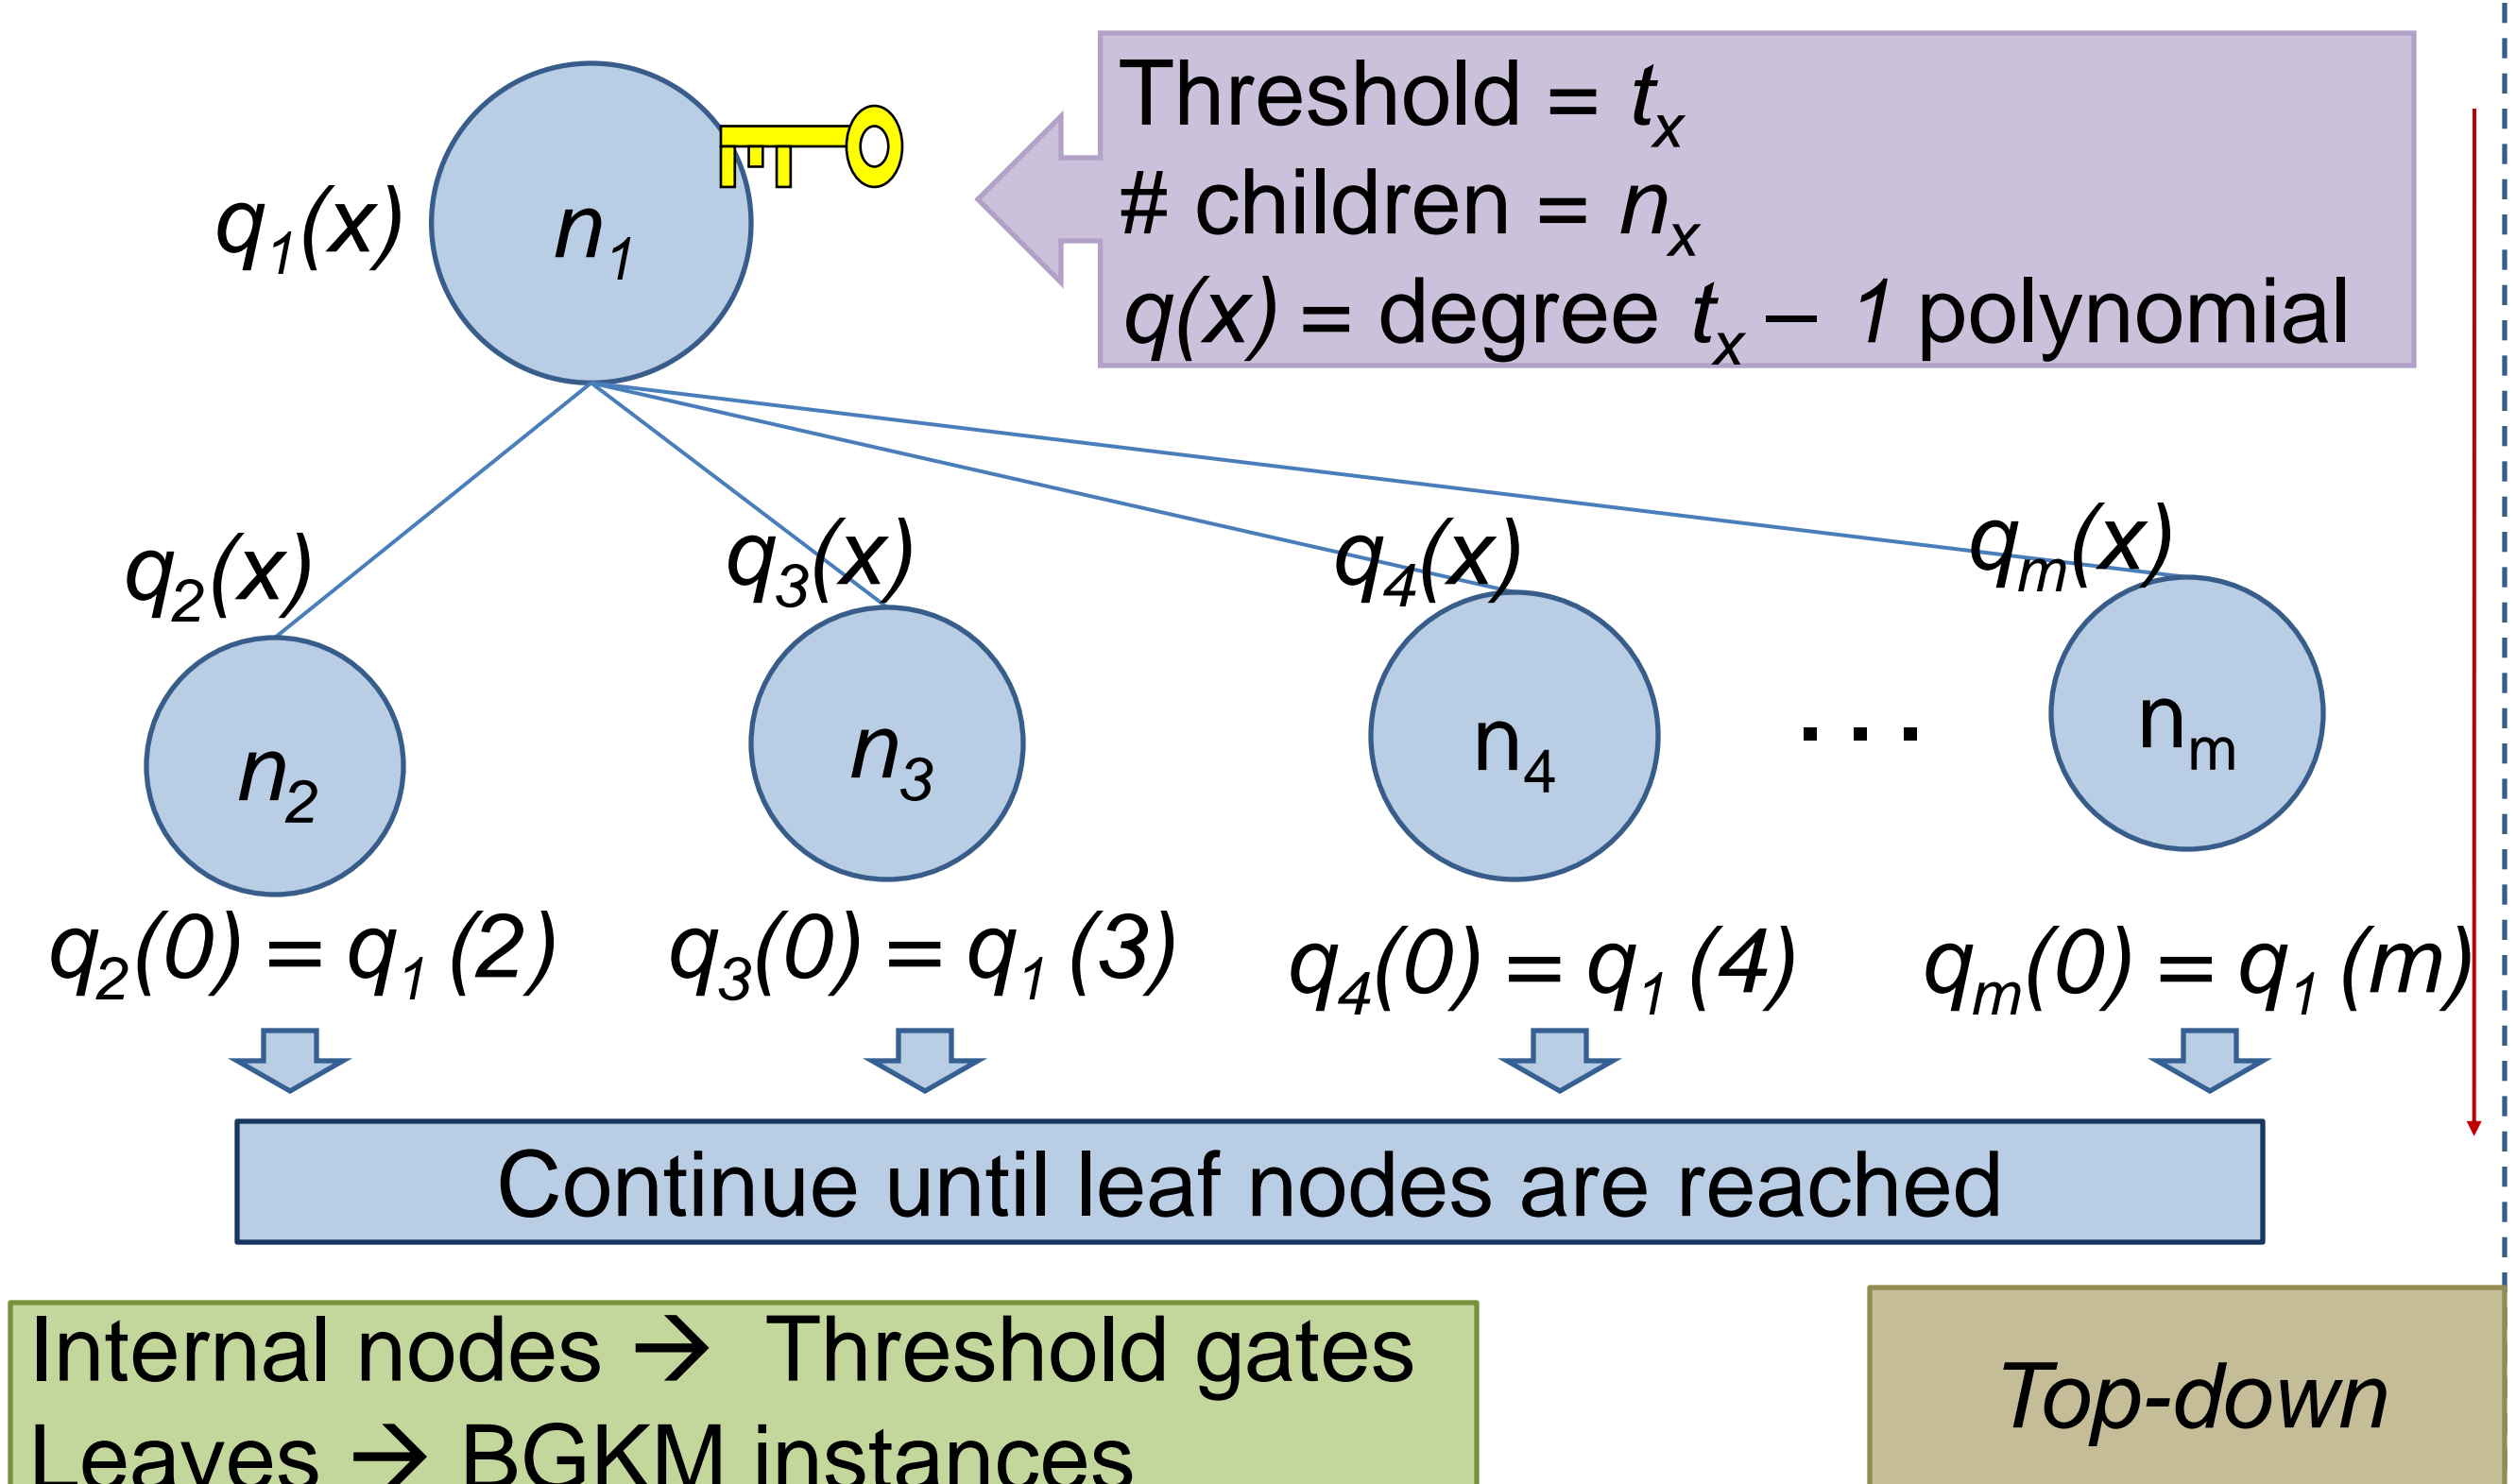 Threshold = tₓ
# children = nₓ
q(x) = degree tₓ – 1 polynomial
q₁(x)
n₁
q₂(x)
q₃(x)
q₄(x)
qₘ(x)
n₂
n₃
n₄
. . .
nₘ
q₂(0) = q₁ (2)
q₃(0) = q₁ (3)
q₄(0) = q₁ (4)
qₘ(0) = q₁ (m)
Continue until leaf nodes are reached
Internal nodes → Threshold gates
Leaves → BGKM instances
Top-down